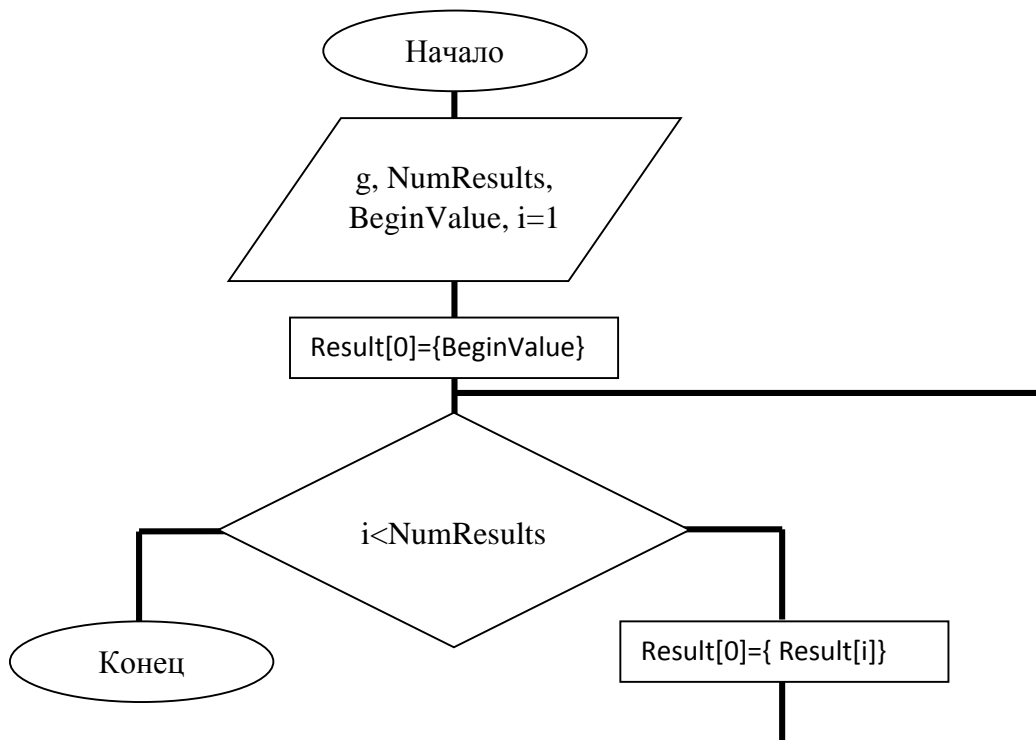 Начало
g, NumResults,
BeginValue, i=1
Result[0]={BeginValue}
i<NumResults
Конец
Result[0]={ Result[i]}